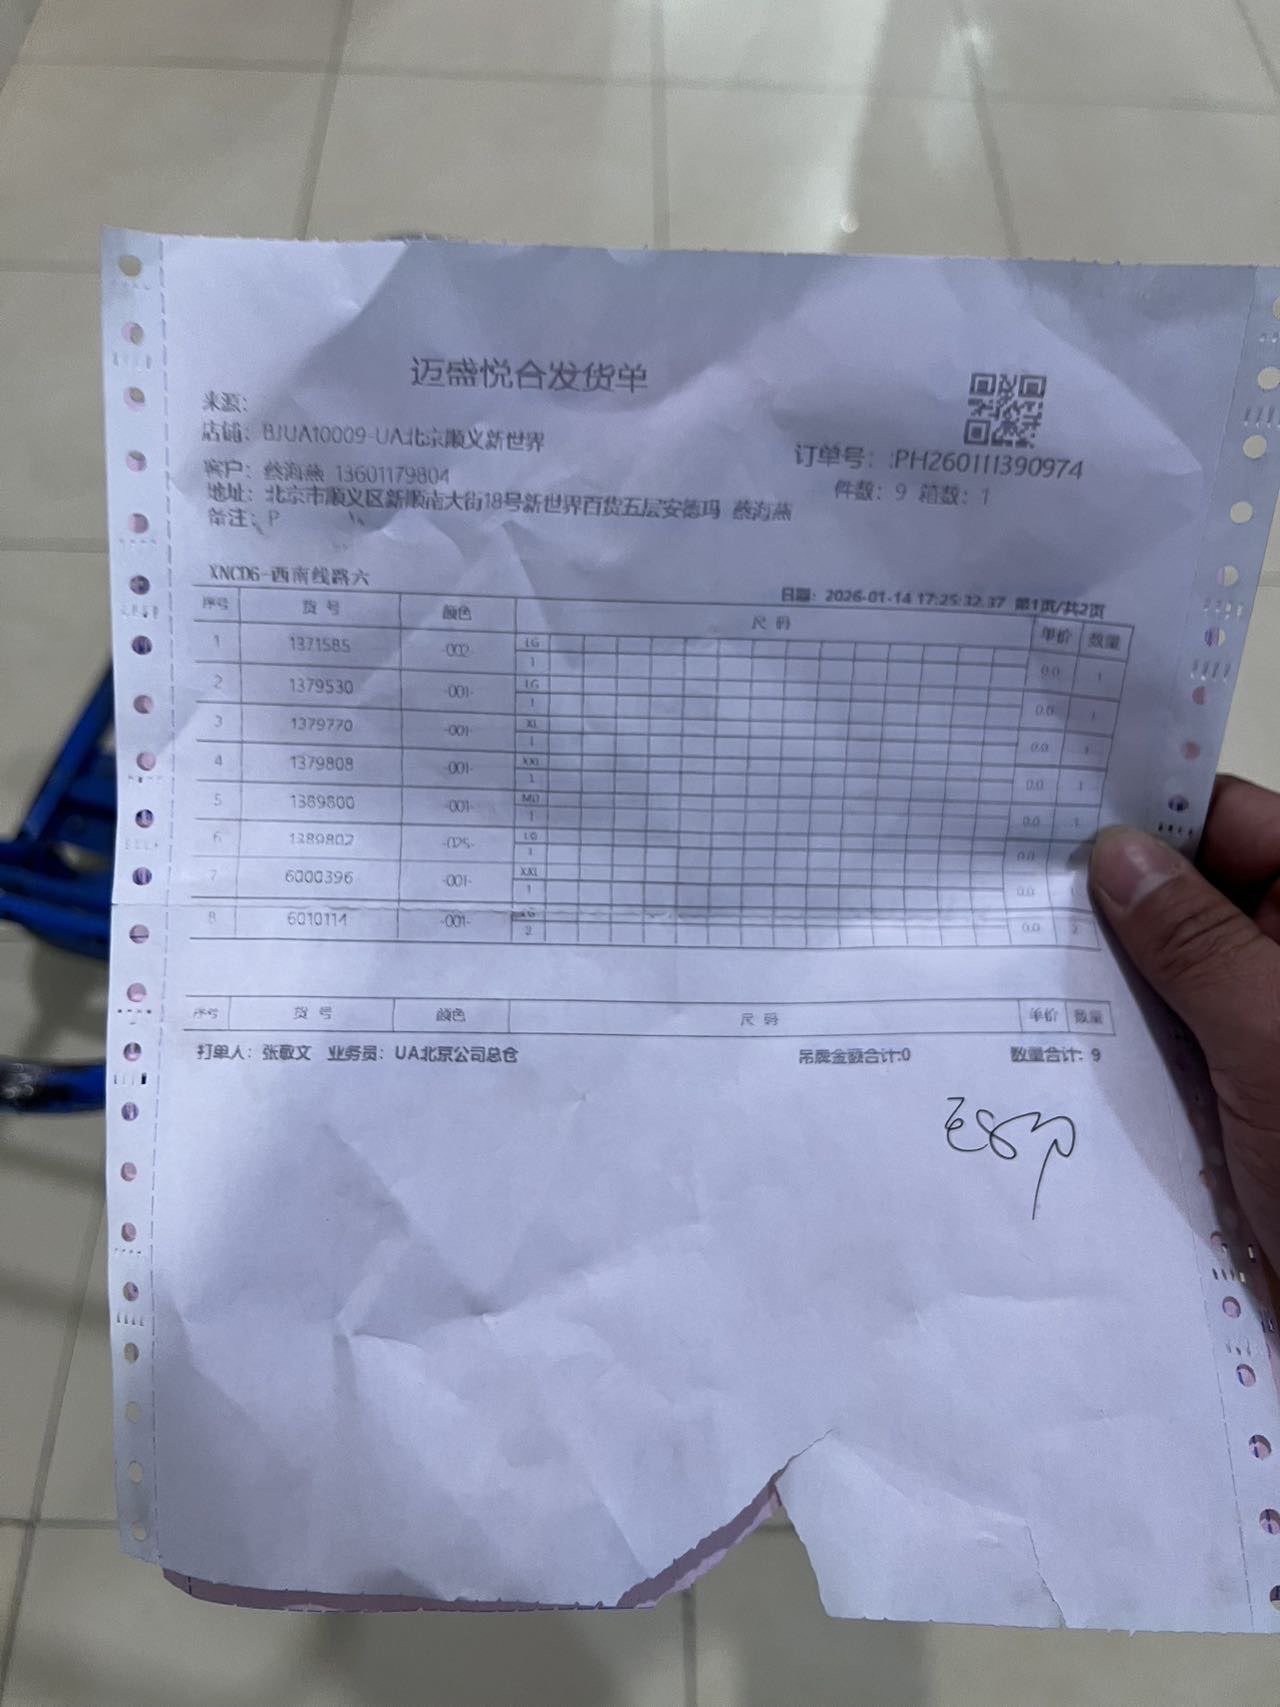 迈盛悦合发货单
来源：
店铺：BJUA10009-UA北京顺义新世界
订单号：:PH260111390974
客户：蔡海燕 13601179804
件数：9 箱数：1
地址：北京市顺义区新顺南大街18号新世界百货五层安德玛 蔡海燕
备注：P
XNCD6-西南线路六
日期：2026-01-14 17:25:32.37 第1页/共2页
序号 货号 颜色 尺码 单价 数量
1 1371585 -002- LG 1 0.0 1
2 1379530 -001- LG 1 0.0 1
3 1379770 -001- XL 1 0.0 1
4 1379808 -001- XXL 1 0.0 1
5 1389800 -001- MD 1 0.0 1
6 1389802 -025- LG 1 0.0
7 6000396 -001- XXL 1 0.0 1
8 6010114 -001- 2 0.0 2
序号 货号 颜色 尺码 单价 数量
打单人：张敬文 业务员：UA北京公司总仓 吊牌金额合计:0 数量合计：9